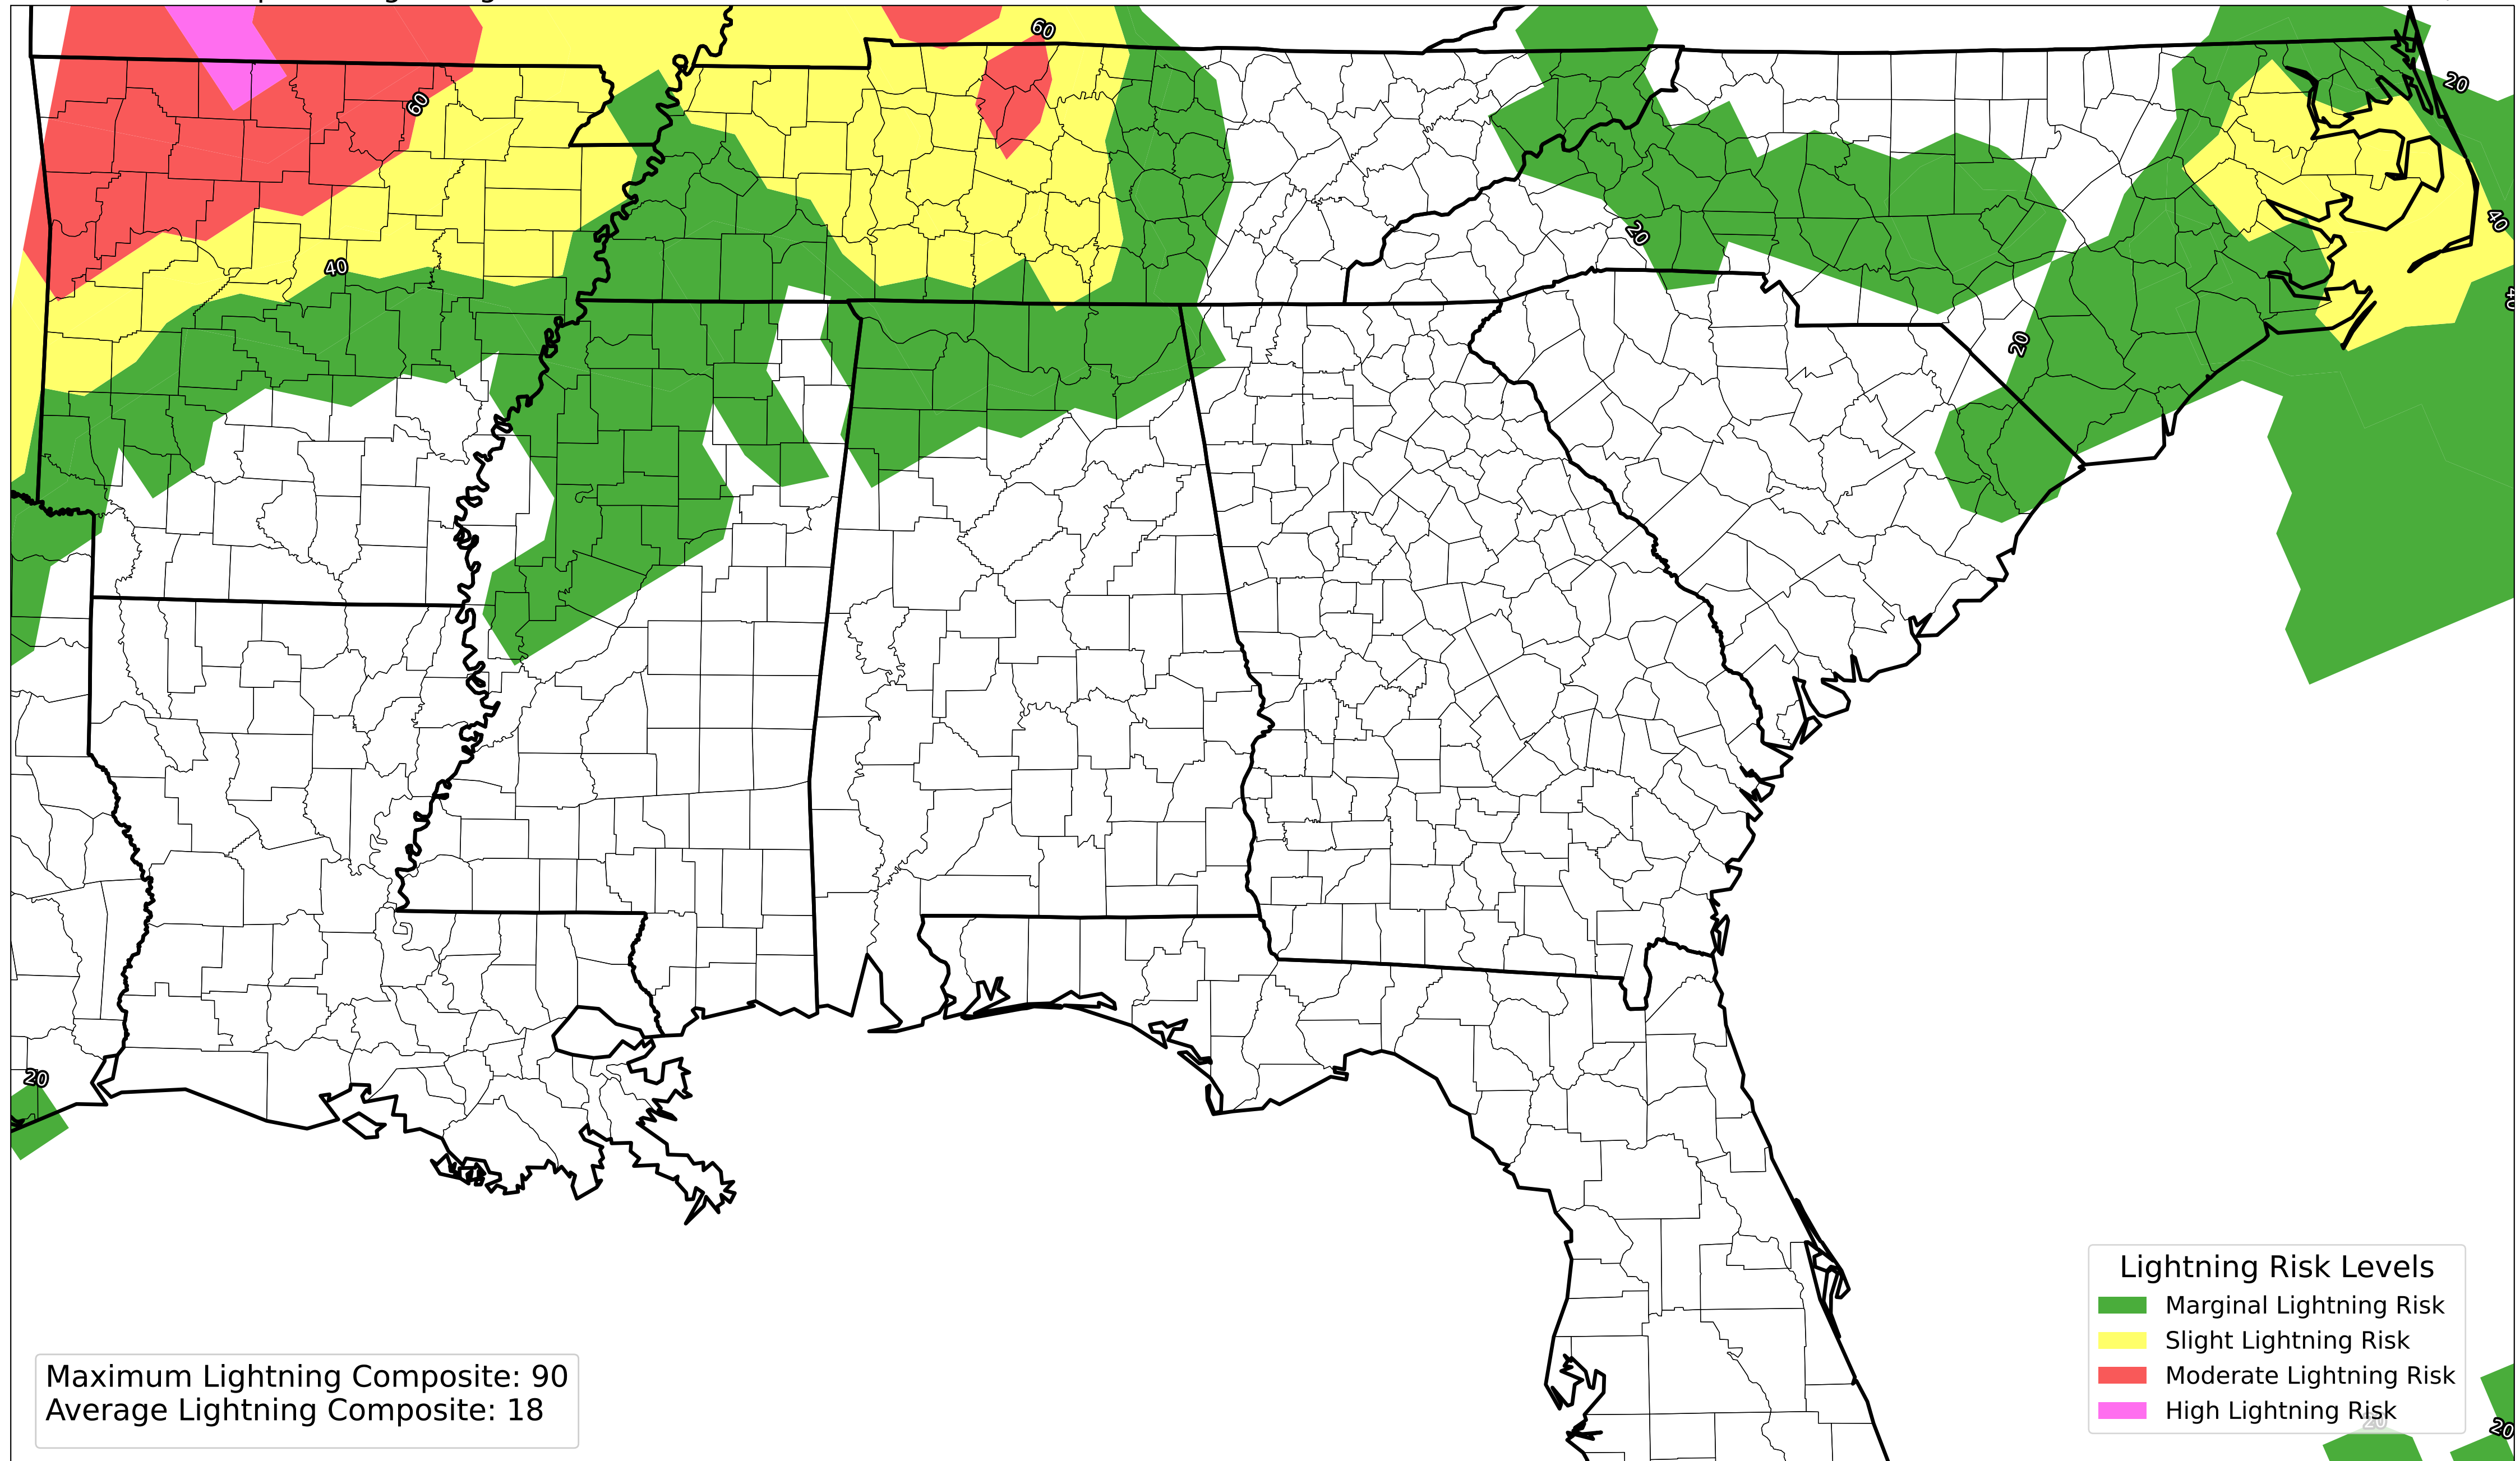 60
20
60
20
40
40
20
20
Lightning Risk Levels
Marginal Lightning Risk
Slight Lightning Risk
Moderate Lightning Risk
High Lightning Risk
Maximum Lightning Composite: 90
Average Lightning Composite: 18
20
20